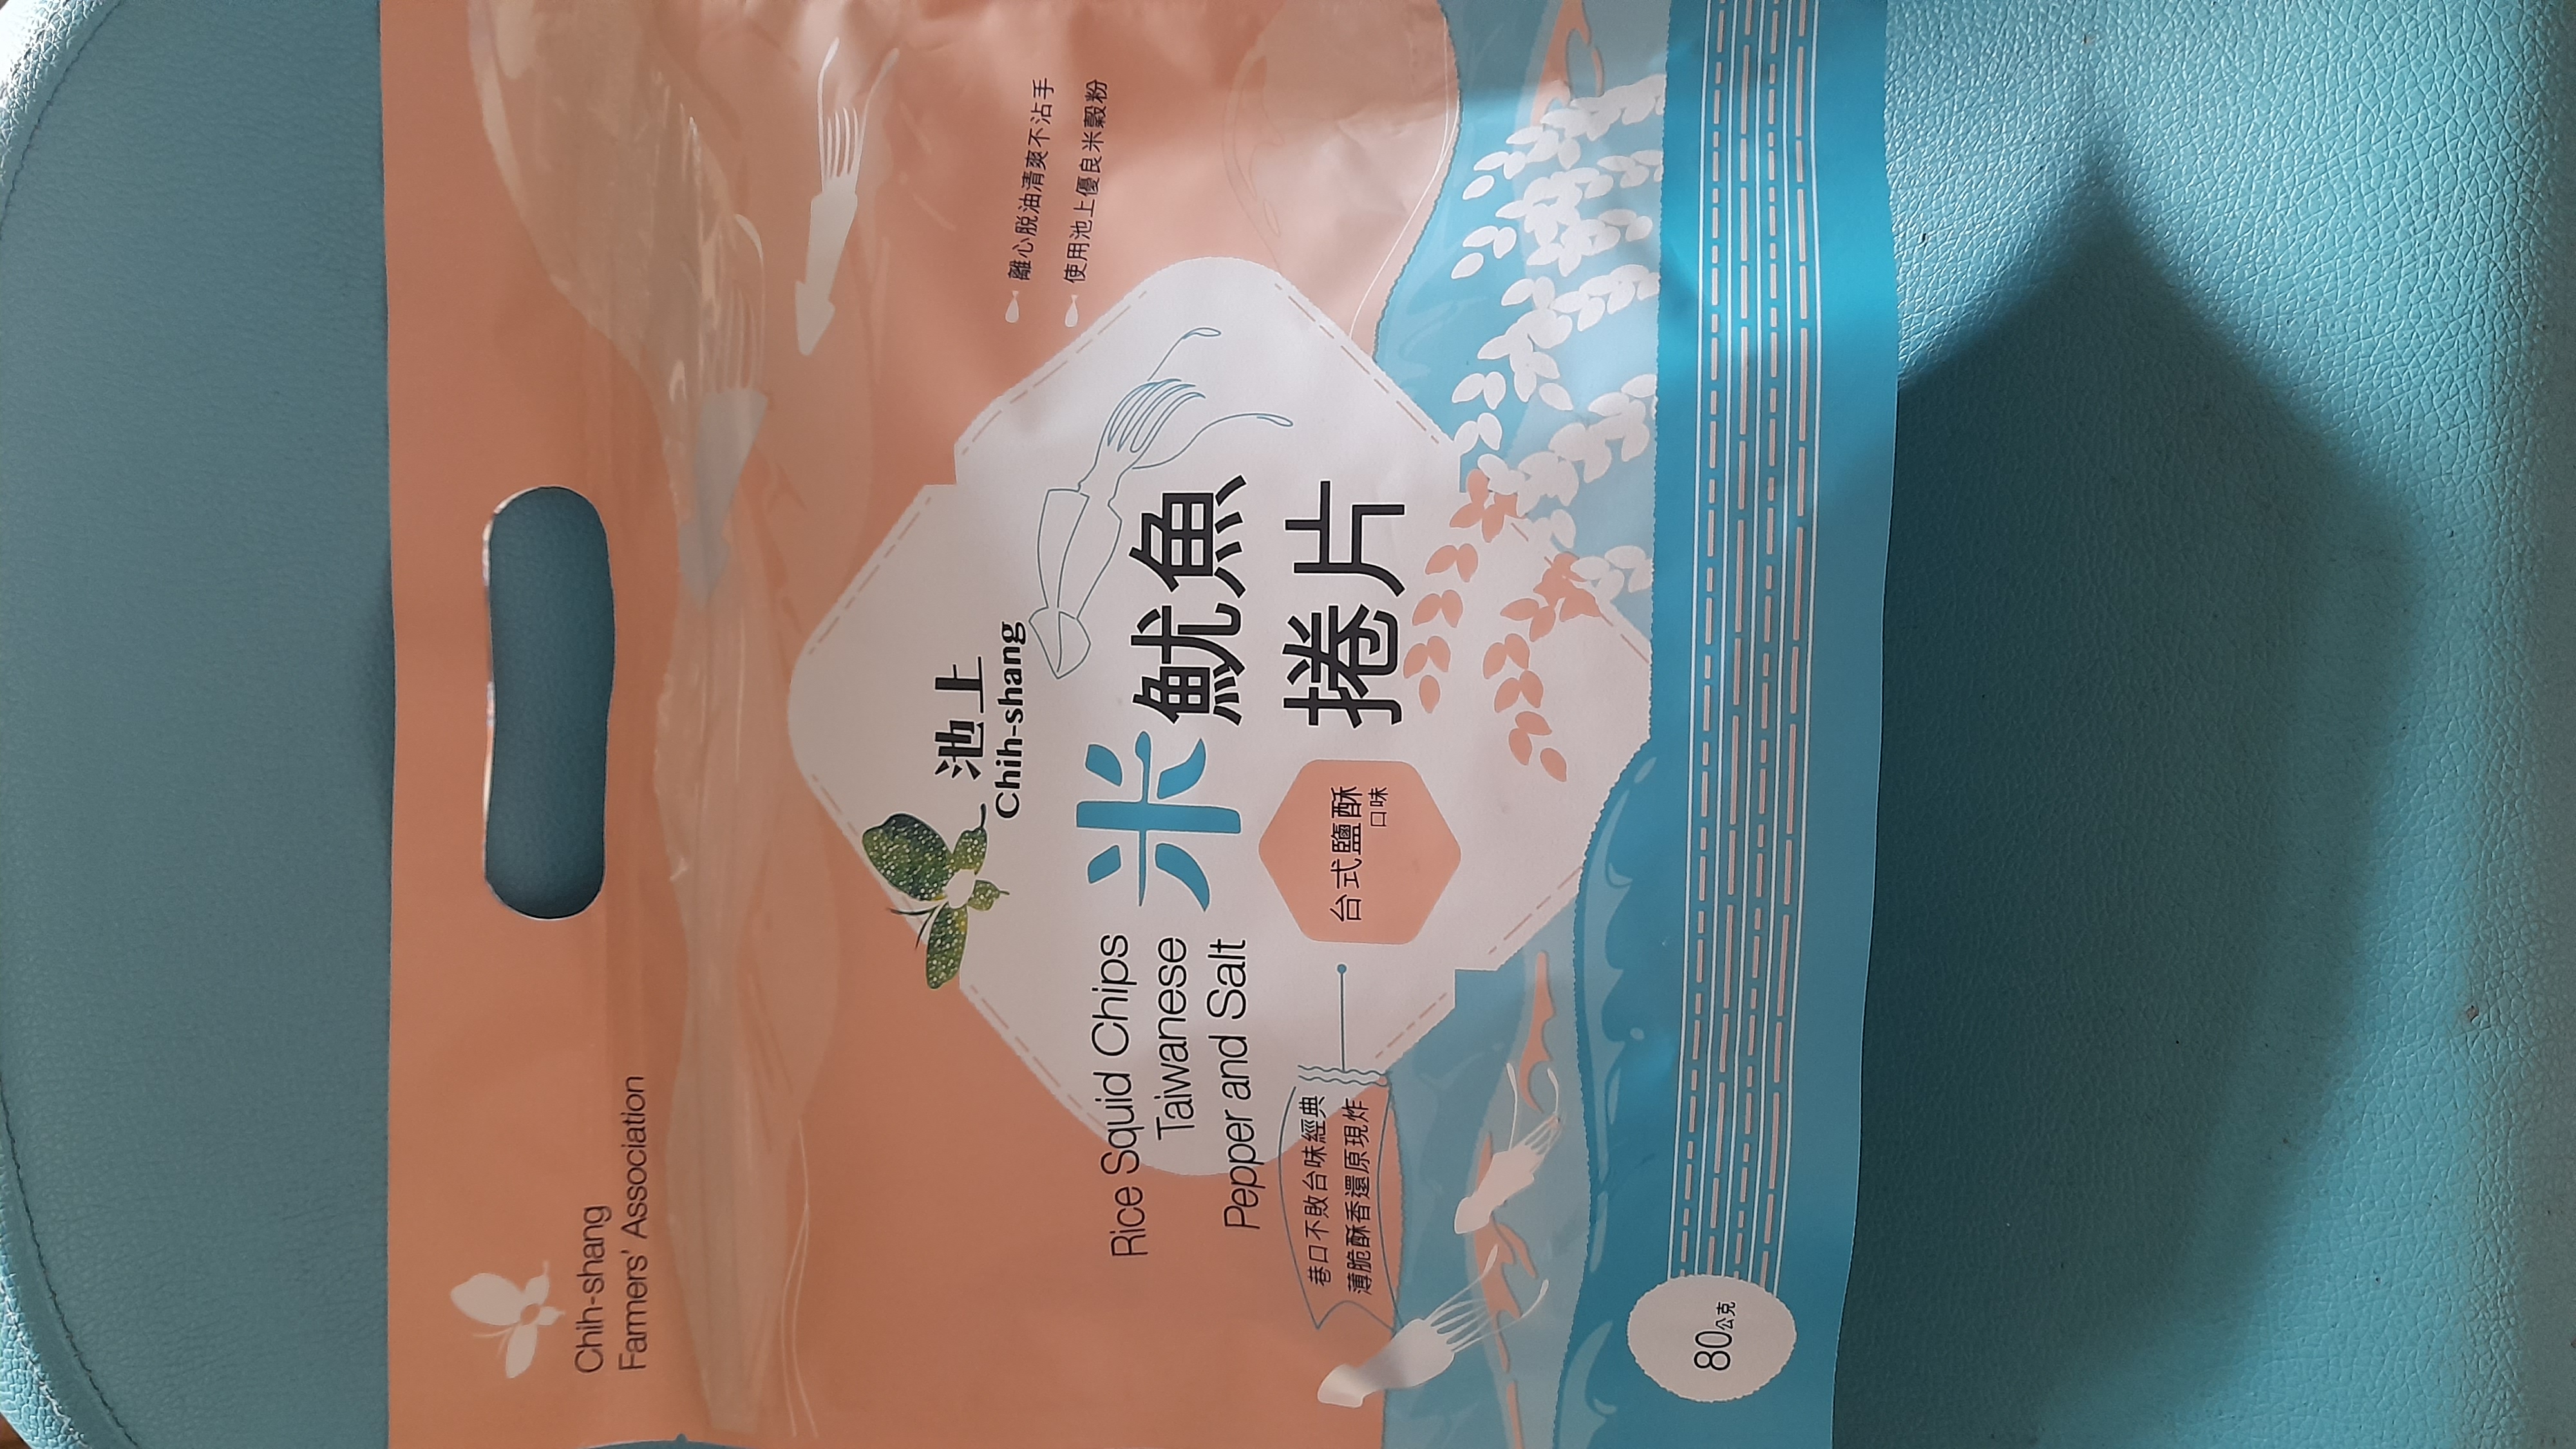 Chih-shang
Farmers' Association
池上
Chih-shang
Rice Squid Chips
Taiwanese
Pepper and Salt
米魷魚
捲片
台式鹽酥
口味
離心脱油清爽不沾手
使用池上優良米穀粉
巷口不敗台味經典
薄脆酥香還原現炸
80公克